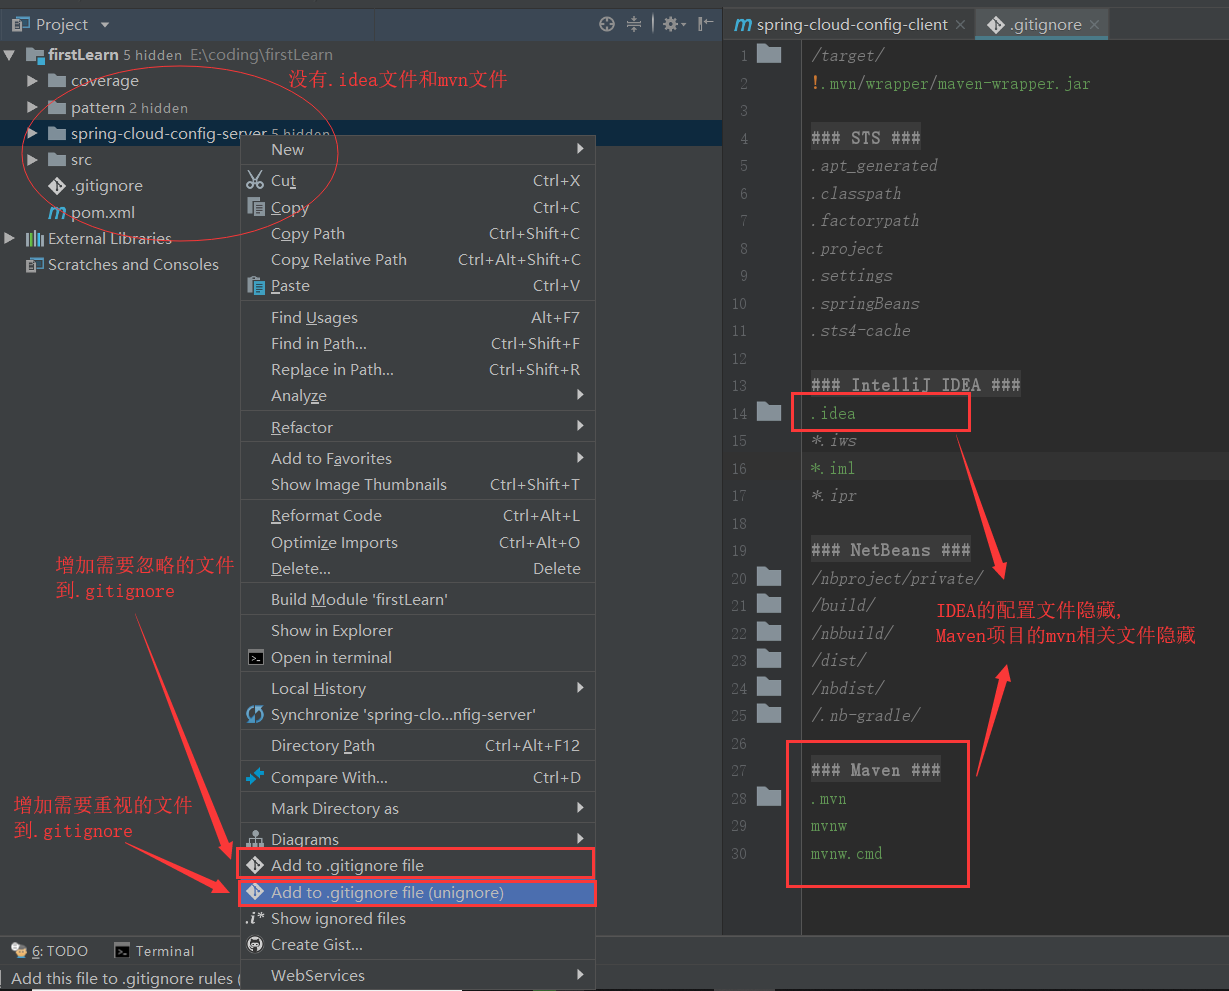 Project
firstLearn 5 hidden E:\coding\firstLearn
没有.idea文件和mvn文件
coverage
pattern 2 hidden
spring-cloud-config-server 5 hidden
src
.gitignore
pom.xml
External Libraries
Scratches and Consoles
New
Cut Ctrl+X
Copy Ctrl+C
Copy Path Ctrl+Shift+C
Copy Relative Path Ctrl+Alt+Shift+C
Paste Ctrl+V
Find Usages Alt+F7
Find in Path... Ctrl+Shift+F
Replace in Path... Ctrl+Shift+R
Analyze
Refactor
Add to Favorites
Show Image Thumbnails Ctrl+Shift+T
Reformat Code Ctrl+Alt+L
Optimize Imports Ctrl+Alt+O
Delete... Delete
Build Module 'firstLearn'
Show in Explorer
Open in terminal
Local History
Synchronize 'spring-clo...nfig-server'
Directory Path Ctrl+Alt+F12
Compare With... Ctrl+D
Mark Directory as
Diagrams
Add to .gitignore file
Add to .gitignore file (unignore)
Show ignored files
Create Gist...
WebServices
增加需要忽略的文件
到.gitignore
增加需要重视的文件
到.gitignore
6: TODO Terminal
Add this file to .gitignore rules (
spring-cloud-config-client .gitignore
1 /target/
2 !.mvn/wrapper/maven-wrapper.jar
3
4 ### STS ###
5 .apt_generated
6 .classpath
7 .factorypath
8 .project
9 .settings
10 .springBeans
11 .sts4-cache
12
13 ### IntelliJ IDEA ###
14 .idea
15 *.iws
16 *.iml
17 *.ipr
18
19 ### NetBeans ###
20 /nbproject/private/
21 /build/
22 /nbbuild/
23 /dist/
24 /nbdist/
25 /.nb-gradle/
26
27 ### Maven ###
28 .mvn
29 mvnw
30 mvnw.cmd
IDEA的配置文件隐藏,
Maven项目的mvn相关文件隐藏